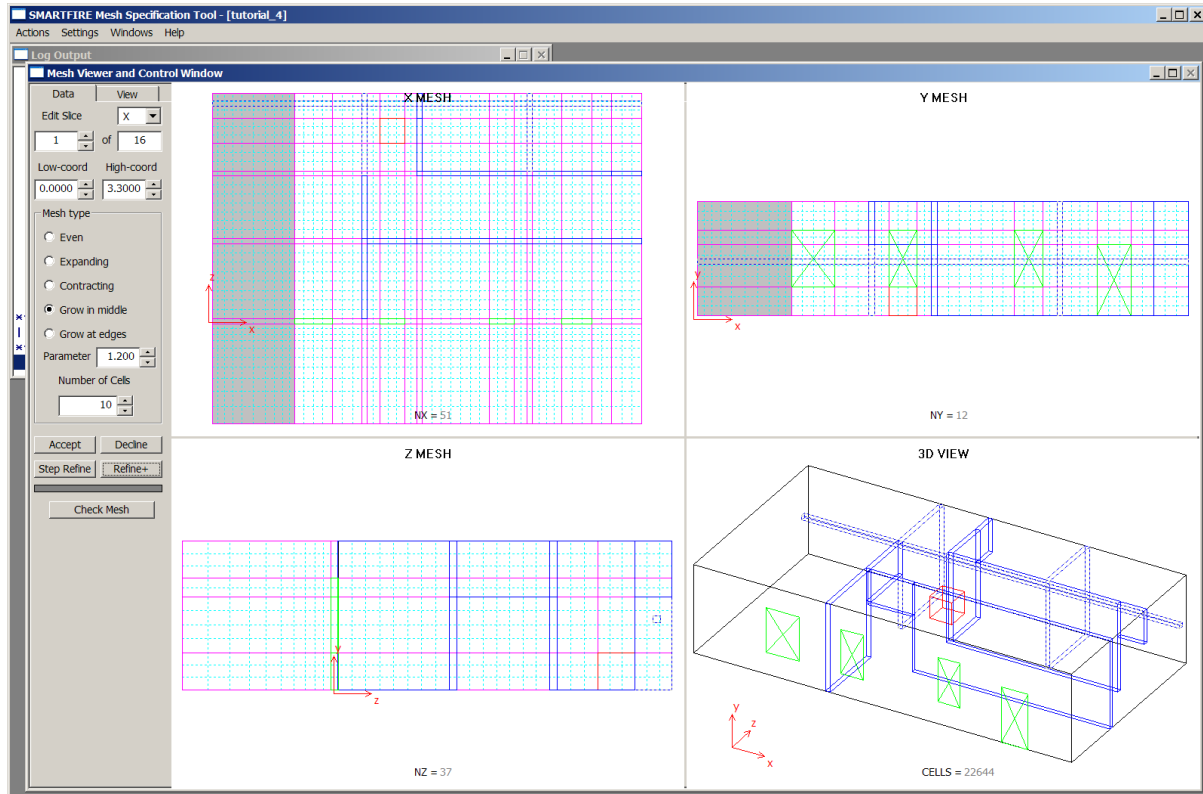 SMARTFIRE Mesh Specification Tool - [tutorial_4]
Actions Settings Windows Help
Log Output
Mesh Viewer and Control Window
Data View
Edit Slice X
1 of 16
Low-coord High-coord
0.0000 3.3000
Mesh type
Even
Expanding
Contracting
Grow in middle
Grow at edges
Parameter 1.200
Number of Cells
10
Accept Decline
Step Refine Refine+
Check Mesh
X MESH
z
x
NX = 51
Y MESH
y
x
NY = 12
Z MESH
y
z
NZ = 37
3D VIEW
y
z
x
CELLS = 22644